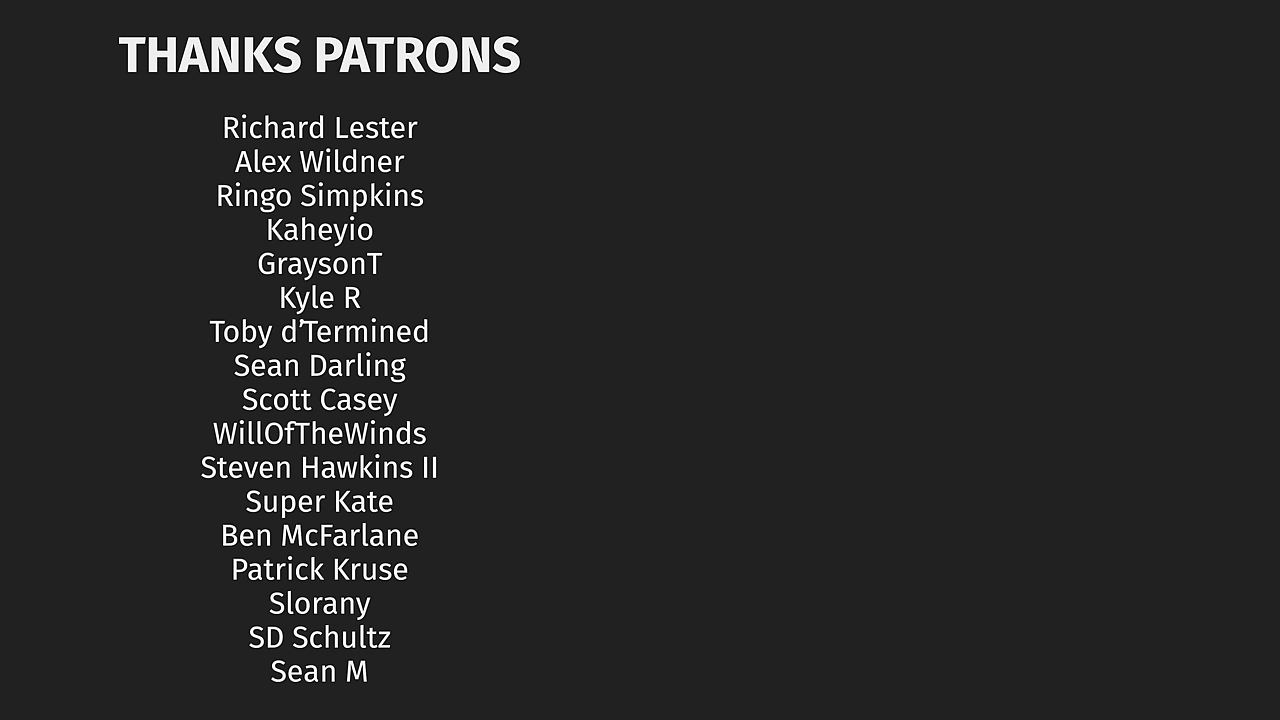 THANKS PATRONS
Richard Lester
Alex Wildner
Ringo Simpkins
Kaheyio
GraysonT
Kyle R
Toby d’Termined
Sean Darling
Scott Casey
WillOfTheWinds
Steven Hawkins II
Super Kate
Ben McFarlane
Patrick Kruse
Slorany
SD Schultz
Sean M